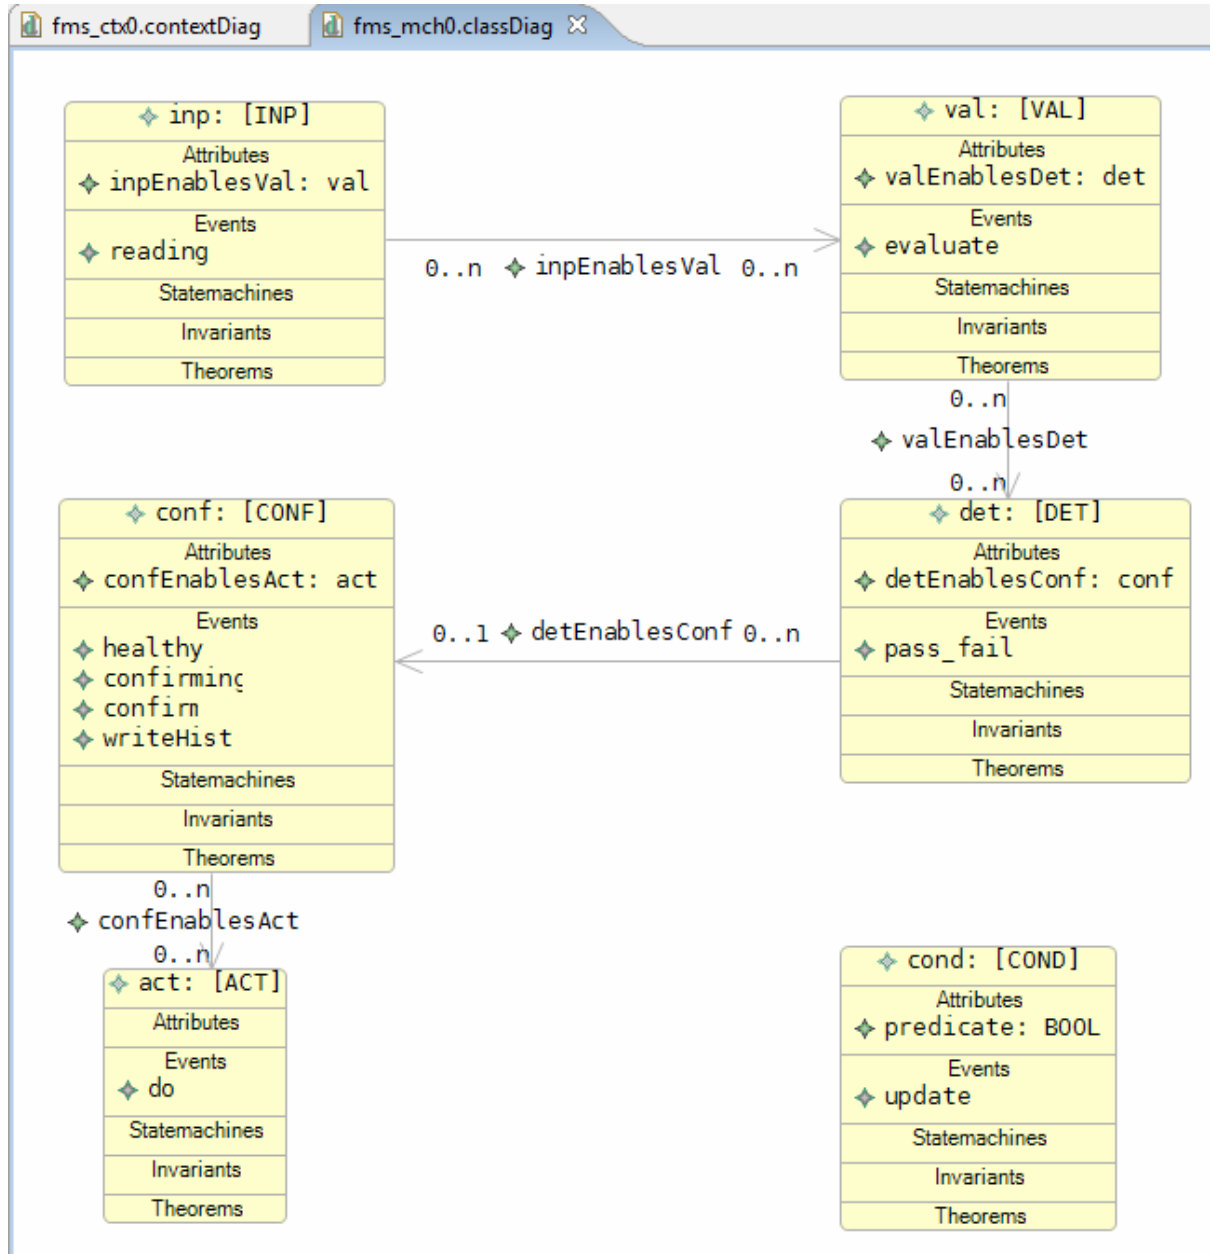 fms_ctx0.contextDiag
fms_mch0.classDiag
inp: [INP]
Attributes
inpEnablesVal: val
Events
reading
Statemachines
Invariants
Theorems
0..n inpEnablesVal 0..n
val: [VAL]
Attributes
valEnablesDet: det
Events
evaluate
Statemachines
Invariants
Theorems
0..n
valEnablesDet
0..n
det: [DET]
Attributes
detEnablesConf: conf
Events
pass_fail
Statemachines
Invariants
Theorems
0..1 detEnablesConf 0..n
conf: [CONF]
Attributes
confEnablesAct: act
Events
healthy
confirming
confirm
writeHist
Statemachines
Invariants
Theorems
0..n
confEnablesAct
0..n
act: [ACT]
Attributes
Events
do
Statemachines
Invariants
Theorems
cond: [COND]
Attributes
predicate: BOOL
Events
update
Statemachines
Invariants
Theorems